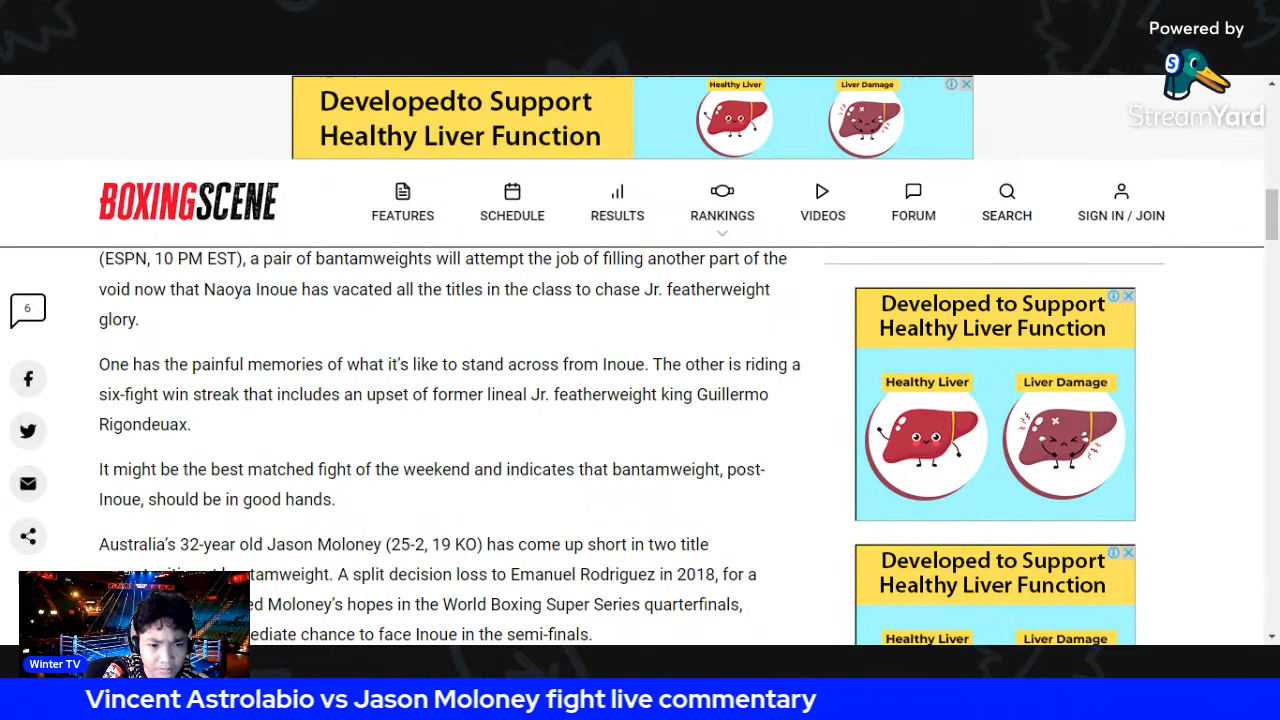 Powered by
StreamYard
Developedto Support
Healthy Liver Function
Healthy Liver
Liver Damage
BOXINGSCENE
FEATURES
SCHEDULE
RESULTS
RANKINGS
VIDEOS
FORUM
SEARCH
SIGN IN / JOIN
(ESPN, 10 PM EST), a pair of bantamweights will attempt the job of filling another part of the
void now that Naoya Inoue has vacated all the titles in the class to chase Jr. featherweight
glory.
6
One has the painful memories of what it’s like to stand across from Inoue. The other is riding a
six-fight win streak that includes an upset of former lineal Jr. featherweight king Guillermo
Rigondeuax.
It might be the best matched fight of the weekend and indicates that bantamweight, post-
Inoue, should be in good hands.
Australia’s 32-year old Jason Moloney (25-2, 19 KO) has come up short in two title
bantamweight. A split decision loss to Emanuel Rodriguez in 2018, for a
Moloney’s hopes in the World Boxing Super Series quarterfinals,
chance to face Inoue in the semi-finals.
Developed to Support
Healthy Liver Function
Healthy Liver
Liver Damage
Developed to Support
Healthy Liver Function
Healthy Liver
Liver Damage
Winter TV
Vincent Astrolabio vs Jason Moloney fight live commentary